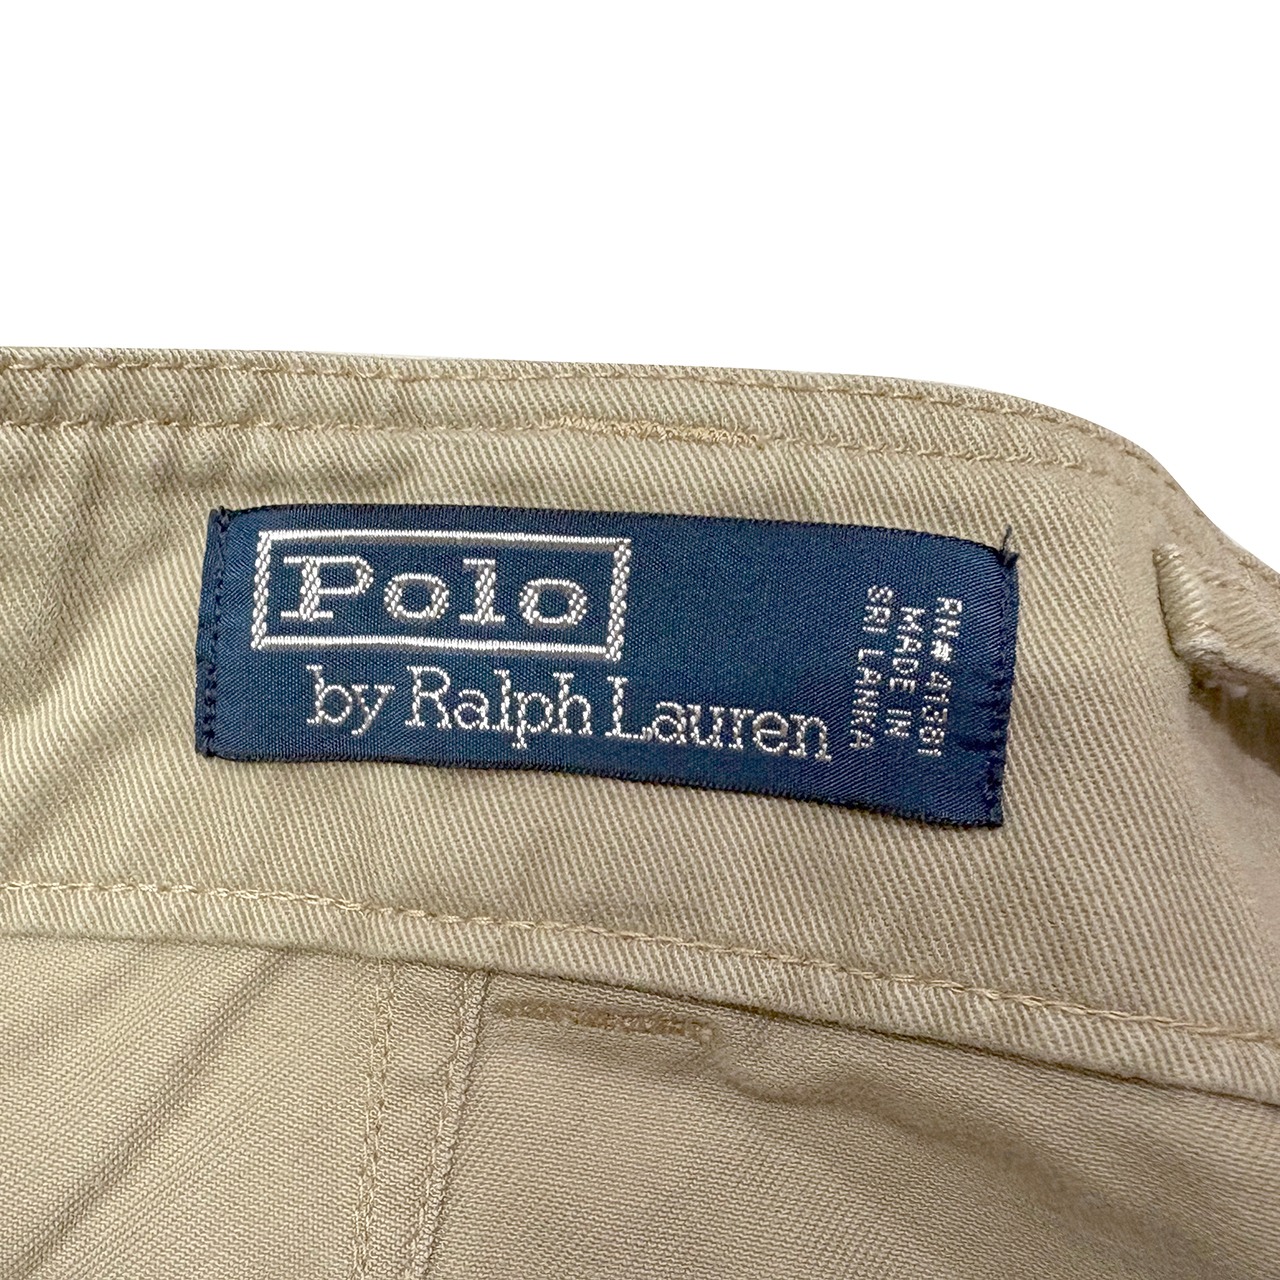 Polo
by Ralph Lauren
RN# 41381
MADE IN
SRI LANKA